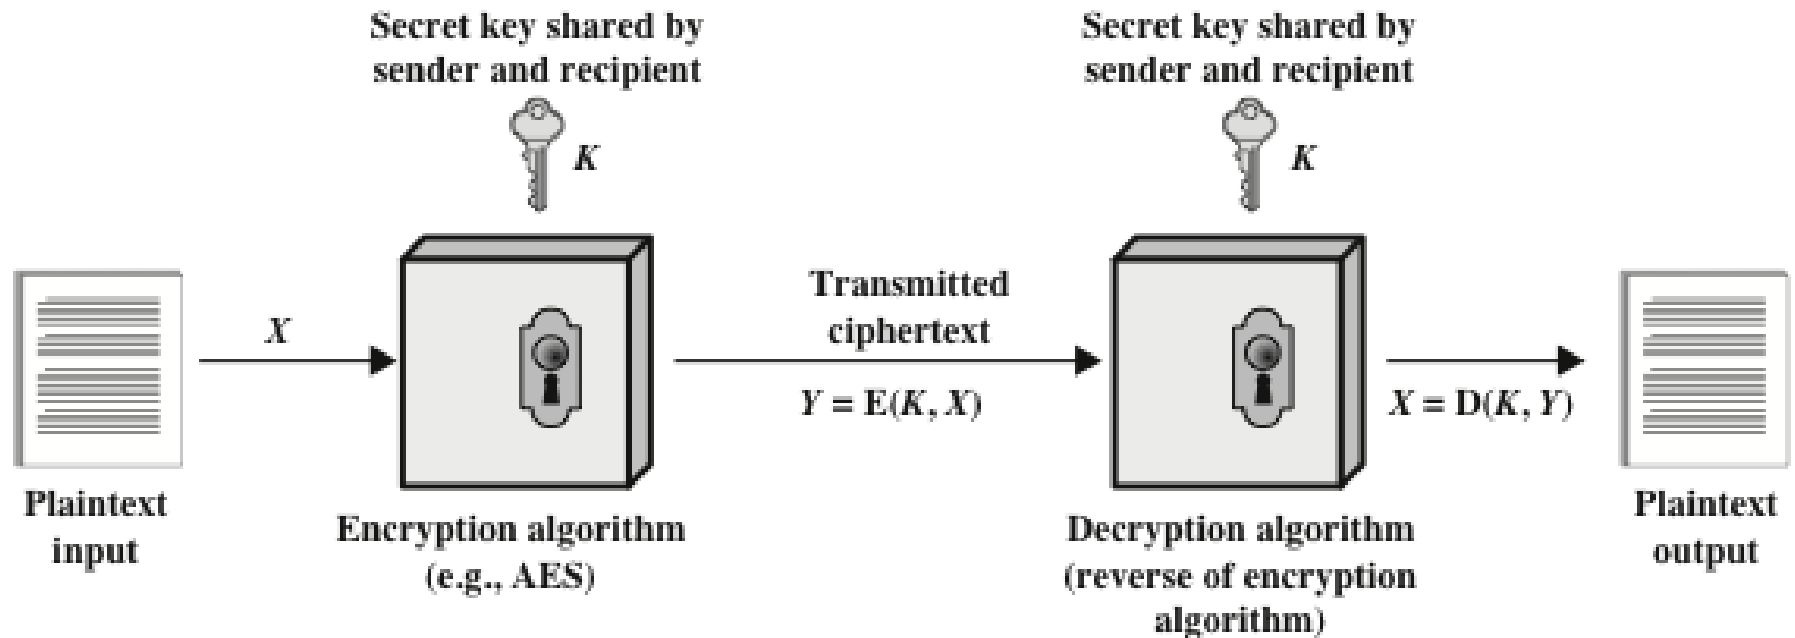 Secret key shared by
sender and recipient
K
Secret key shared by
sender and recipient
K
X
Transmitted
ciphertext
Y = E(K, X)
X = D(K, Y)
Plaintext
input
Encryption algorithm
(e.g., AES)
Decryption algorithm
(reverse of encryption
algorithm)
Plaintext
output